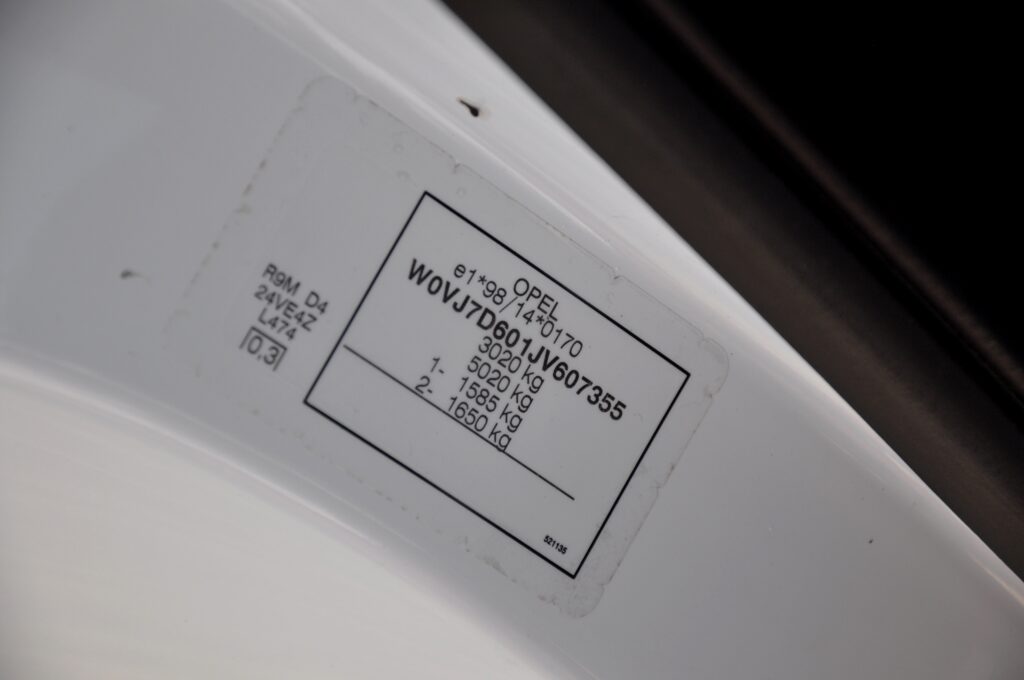 OPEL
e1*98/14*0170
W0VJ7D601JV607355
3020 kg
5020 kg
1- 1585 kg
2- 1650 kg
521135
R9M D4
24VE4Z
L474
0,3